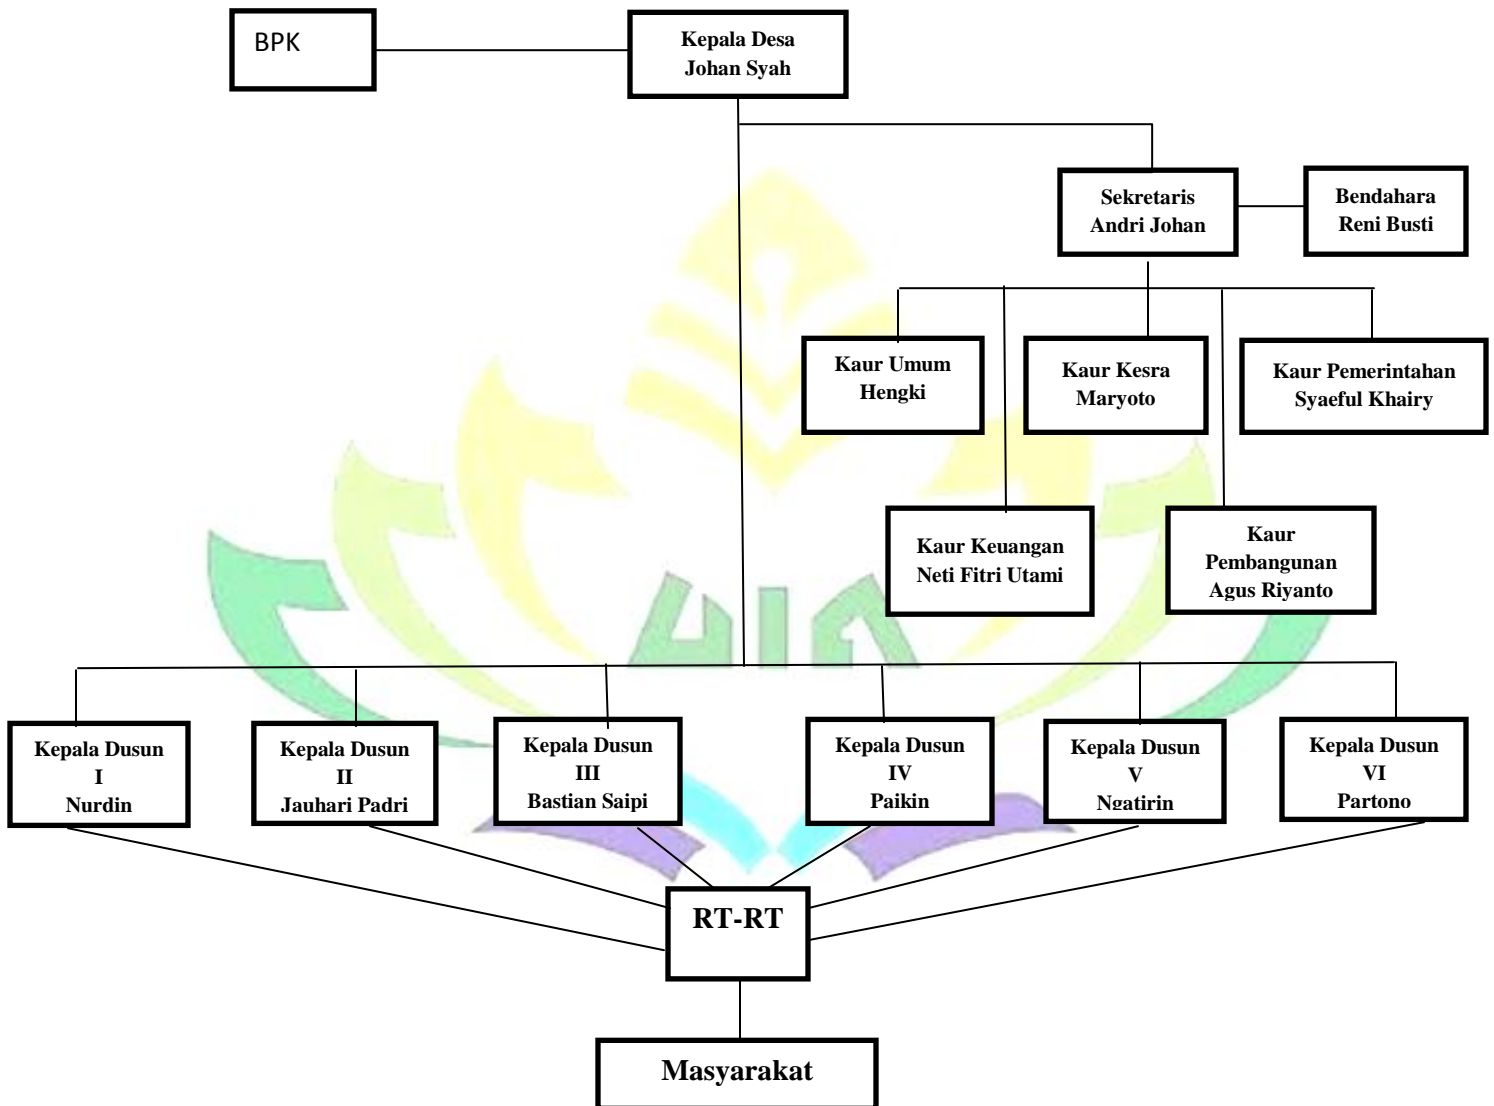 BPK
Kepala Desa
Johan Syah
Sekretaris
Andri Johan
Bendahara
Reni Busti
Kaur Umum
Hengki
Kaur Kesra
Maryoto
Kaur Pemerintahan
Syaeful Khairy
Kaur Keuangan
Neti Fitri Utami
Kaur
Pembangunan
Agus Riyanto
Kepala Dusun
I
Nurdin
Kepala Dusun
II
Jauhari Padri
Kepala Dusun
III
Bastian Saipi
Kepala Dusun
IV
Paikin
Kepala Dusun
V
Ngatirin
Kepala Dusun
VI
Partono
RT-RT
Masyarakat